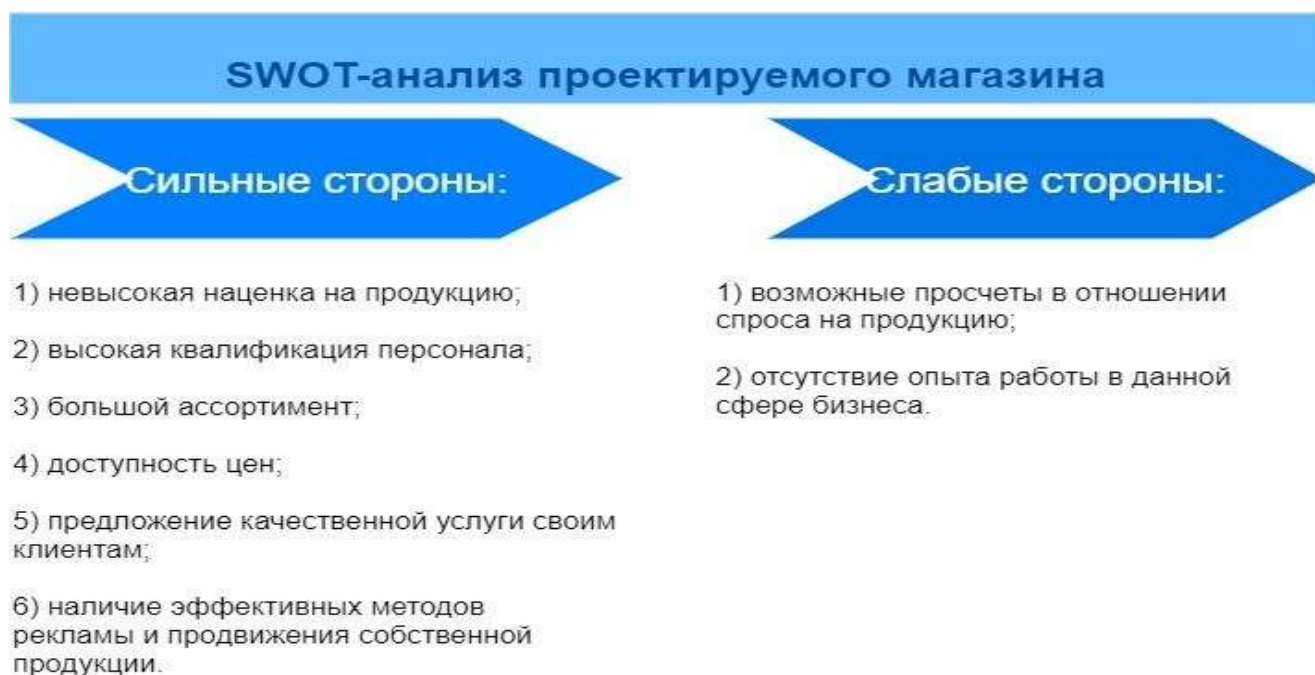 SWOT-анализ проектируемого магазина
Сильные стороны:
1) невысокая наценка на продукцию;
2) высокая квалификация персонала;
3) большой ассортимент;
4) доступность цен;
5) предложение качественной услуги своим
клиентам;
6) наличие эффективных методов
рекламы и продвижения собственной
продукции.
Слабые стороны:
1) возможные просчеты в отношении
спроса на продукцию;
2) отсутствие опыта работы в данной
сфере бизнеса.